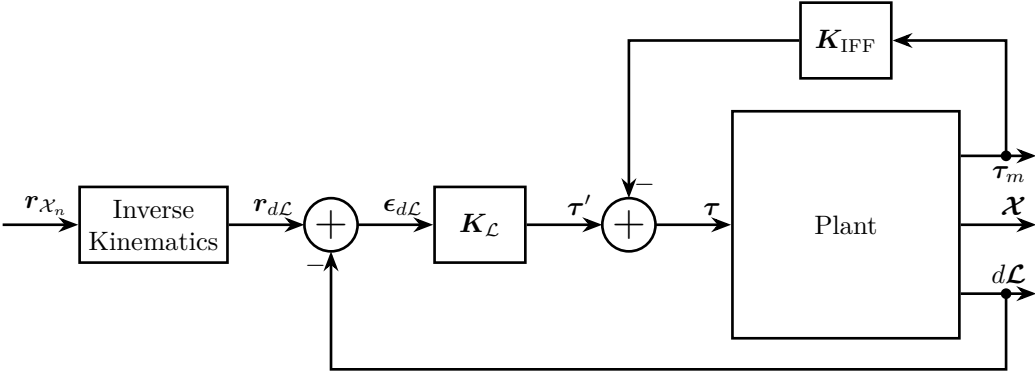 K_IFF
τ_m
r_𝒳n
Inverse
Kinematics
r_dℒ
+
−
ϵ_dℒ
K_ℒ
τ′
−
+
τ
Plant
𝒳
dℒ